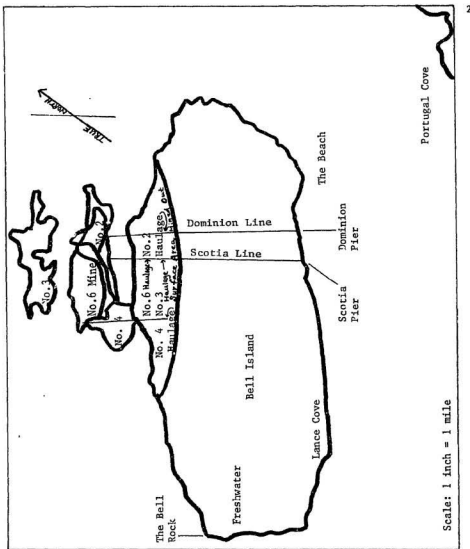 2
TRUE NORTH
Portugal Cove
The Beach
No.3
No.2
No.6 Mine
No. 4
Dominion Line
Scotia Line
No.2
Haulage
No.6 Haulage
No.3
Haulage
Surface Area Mined Out
No. 4
Haulage
Dominion
Pier
Scotia
Pier
Bell Island
Lance Cove
Freshwater
The Bell
Rock
Scale: 1 inch = 1 mile